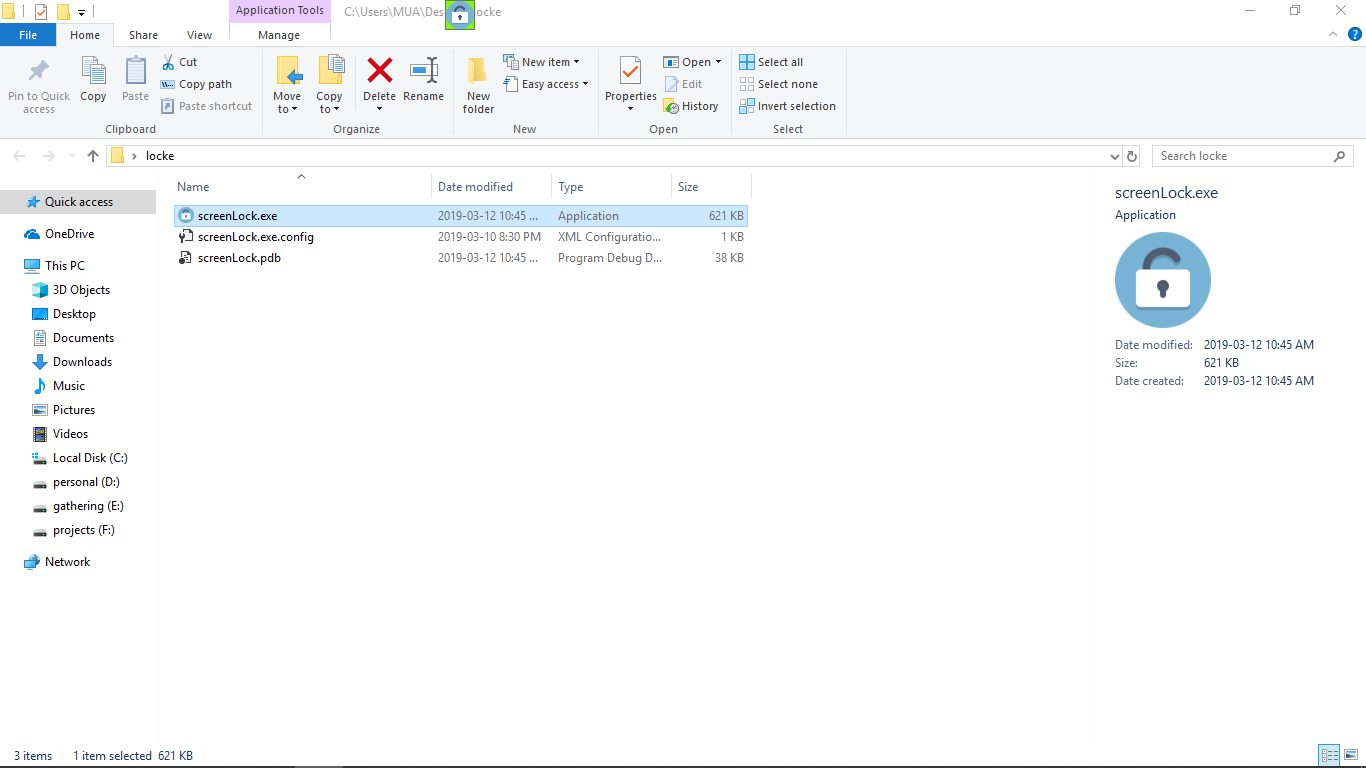 Application Tools
C:\Users\MUA\Des
ocke
File
Home
Share
View
Manage
Pin to Quick access
Copy
Paste
Cut
Copy path
Paste shortcut
Clipboard
Move to
Copy to
Delete
Rename
Organize
New folder
New item
Easy access
New
Properties
Open
Edit
History
Open
Select all
Select none
Invert selection
Select
locke
Search locke
Name
Date modified
Type
Size
screenLock.exe
2019-03-12 10:45 ...
Application
621 KB
screenLock.exe.config
2019-03-10 8:30 PM
XML Configuratio...
1 KB
screenLock.pdb
2019-03-12 10:45 ...
Program Debug D...
38 KB
Quick access
OneDrive
This PC
3D Objects
Desktop
Documents
Downloads
Music
Pictures
Videos
Local Disk (C:)
personal (D:)
gathering (E:)
projects (F:)
Network
screenLock.exe
Application
Date modified: 2019-03-12 10:45 AM
Size: 621 KB
Date created: 2019-03-12 10:45 AM
3 items
1 item selected 621 KB